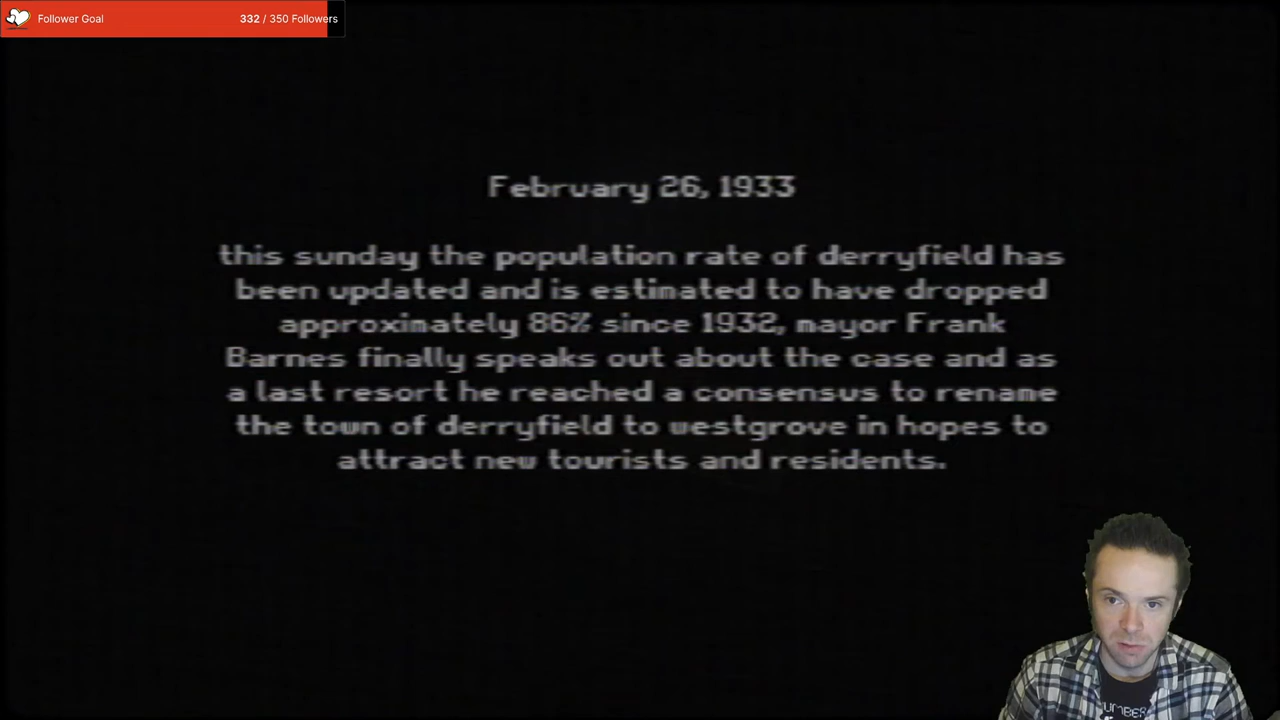 Follower Goal
332 / 350 Followers
February 26, 1933
this sunday the population rate of derryfield has
been updated and is estimated to have dropped
approximately 86% since 1932, mayor Frank
Barnes finally speaks out about the case and as
a last resort he reached a consensus to rename
the town of derryfield to westgrove in hopes to
attract new tourists and residents.